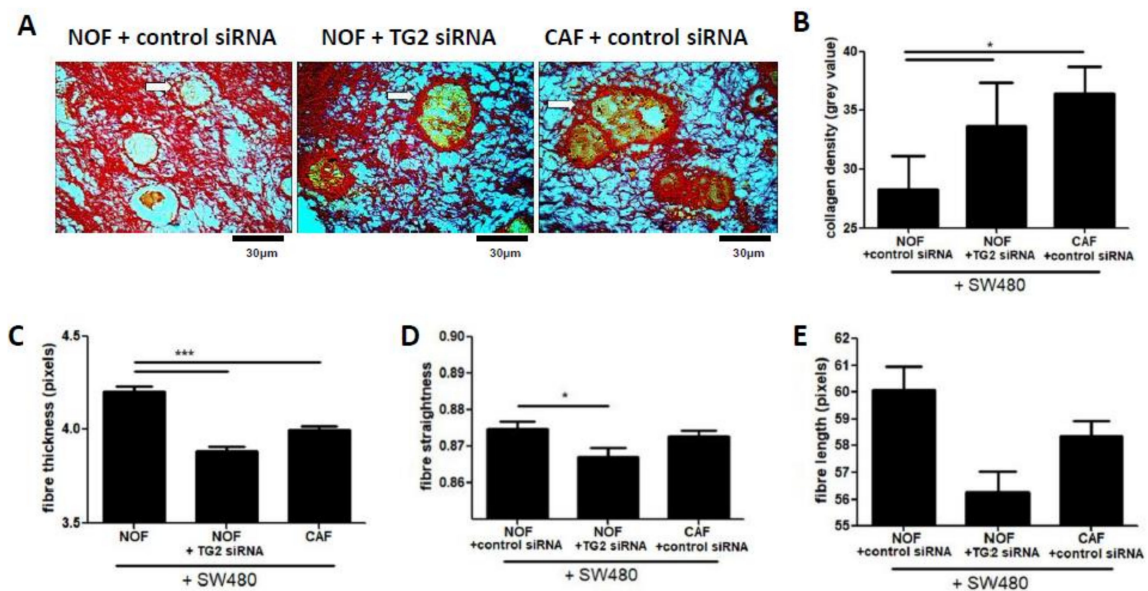 A
NOF + control siRNA
NOF + TG2 siRNA
CAF + control siRNA
30µm
30µm
30µm
B
collagen density (grey value)
40
35
30
25
*
NOF
+control siRNA
NOF
+TG2 siRNA
CAF
+control siRNA
+ SW480
C
fibre thickness (pixels)
4.5
4.0
3.5
***
NOF
NOF
+ TG2 siRNA
CAF
+ SW480
D
fibre straightness
0.90
0.88
0.87
0.86
*
NOF
+control siRNA
NOF
+TG2 siRNA
CAF
+control siRNA
+ SW480
E
fibre length (pixels)
62
61
60
59
58
57
56
55
NOF
+control siRNA
NOF
+TG2 siRNA
CAF
+control siRNA
+ SW480